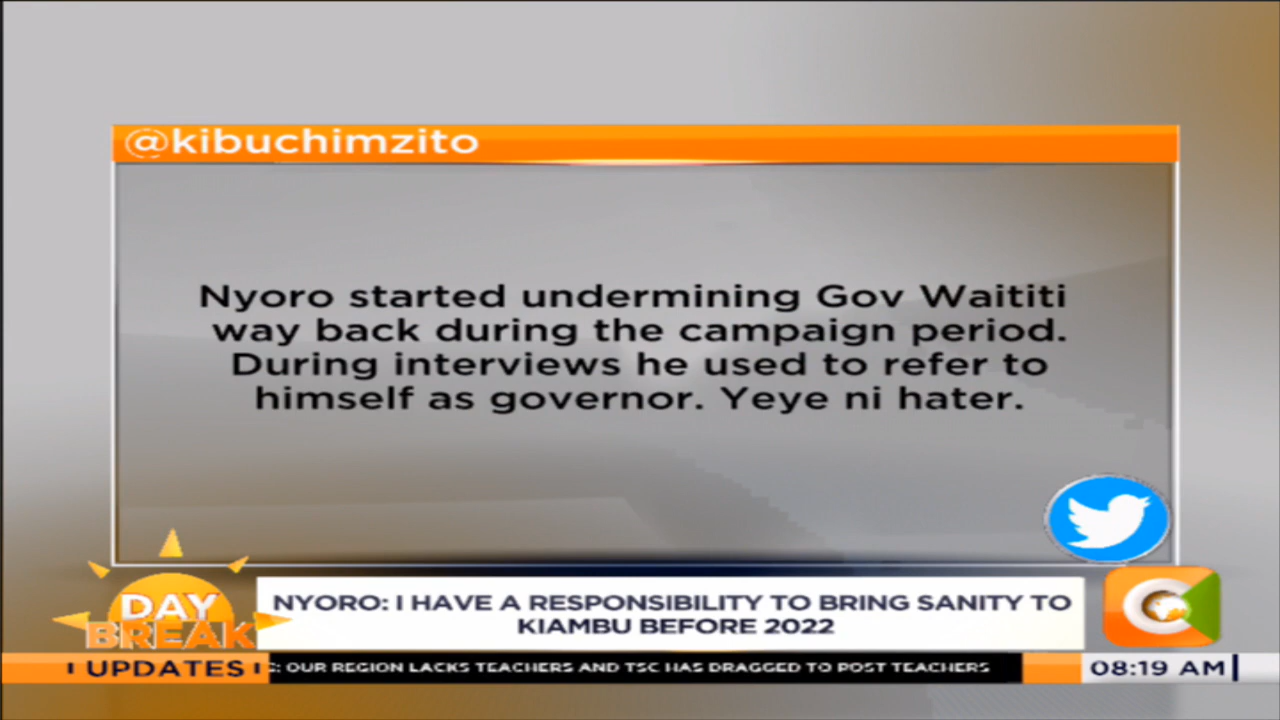 @kibuchimzito
Nyoro started undermining Gov Waititi
way back during the campaign period.
During interviews he used to refer to
himself as governor. Yeye ni hater.
DAY
BREAK
NYORO: I HAVE A RESPONSIBILITY TO BRING SANITY TO
KIAMBU BEFORE 2022
UPDATES
: OUR REGION LACKS TEACHERS AND TSC HAS DRAGGED TO POST TEACHERS
08:19 AM